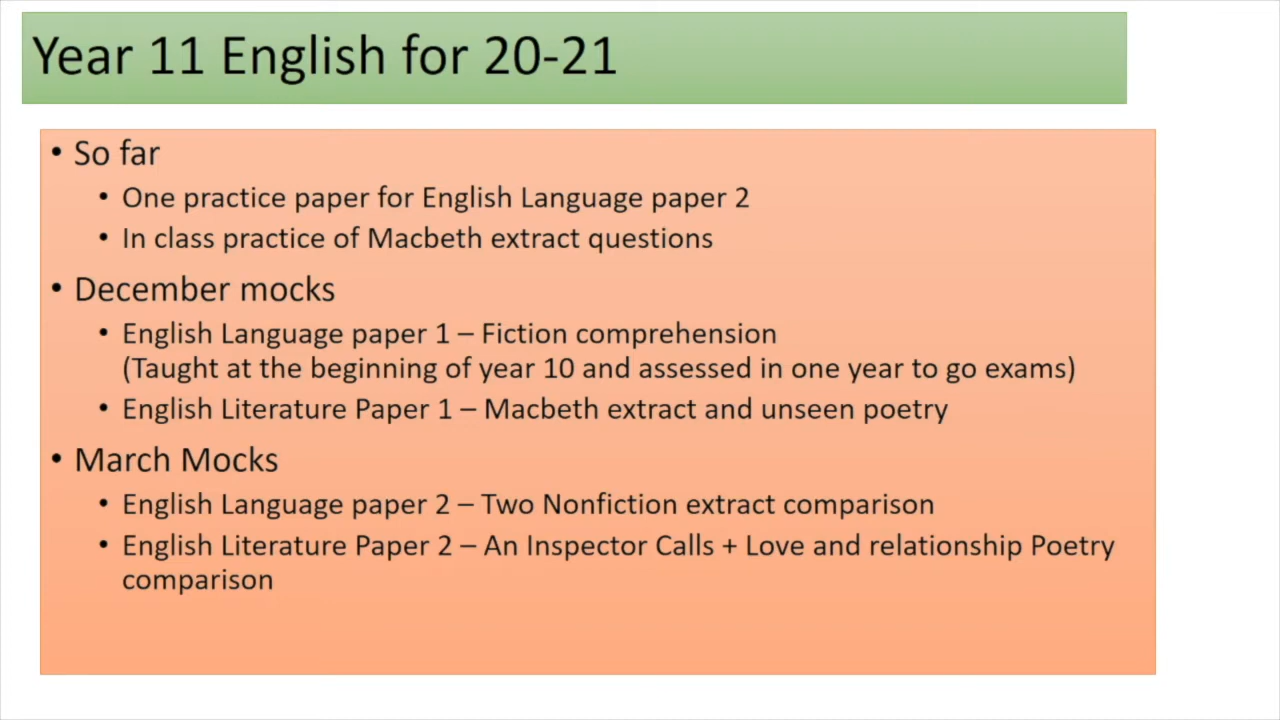 Year 11 English for 20-21
• So far
• One practice paper for English Language paper 2
• In class practice of Macbeth extract questions
• December mocks
• English Language paper 1 – Fiction comprehension
(Taught at the beginning of year 10 and assessed in one year to go exams)
• English Literature Paper 1 – Macbeth extract and unseen poetry
• March Mocks
• English Language paper 2 – Two Nonfiction extract comparison
• English Literature Paper 2 – An Inspector Calls + Love and relationship Poetry
comparison